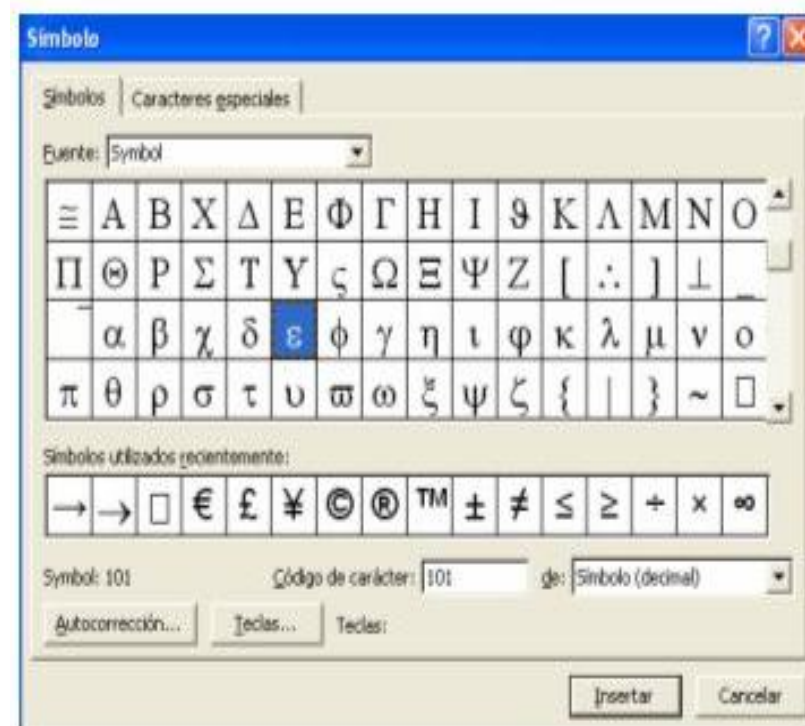 Símbolo
Símbolos Caracteres especiales
Fuente: Symbol
≅ Α Β Χ Δ Ε Φ Γ Η Ι ϑ Κ Λ Μ Ν Ο
Π Θ Ρ Σ Τ Υ ς Ω Ξ Ψ Ζ [ ∴ ] ⊥ _
‾ α β χ δ ε ϕ γ η ι φ κ λ μ ν ο
π θ ρ σ τ υ ϖ ω ξ ψ ζ { | } ~ □
Símbolos utilizados recientemente:
→ → □ € £ ¥ © ® ™ ± ≠ ≤ ≥ ÷ × ∞
Symbol: 101 Código de carácter: 101 de: Símbolo (decimal)
Autocorrección... Teclas... Teclas:
Insertar Cancelar